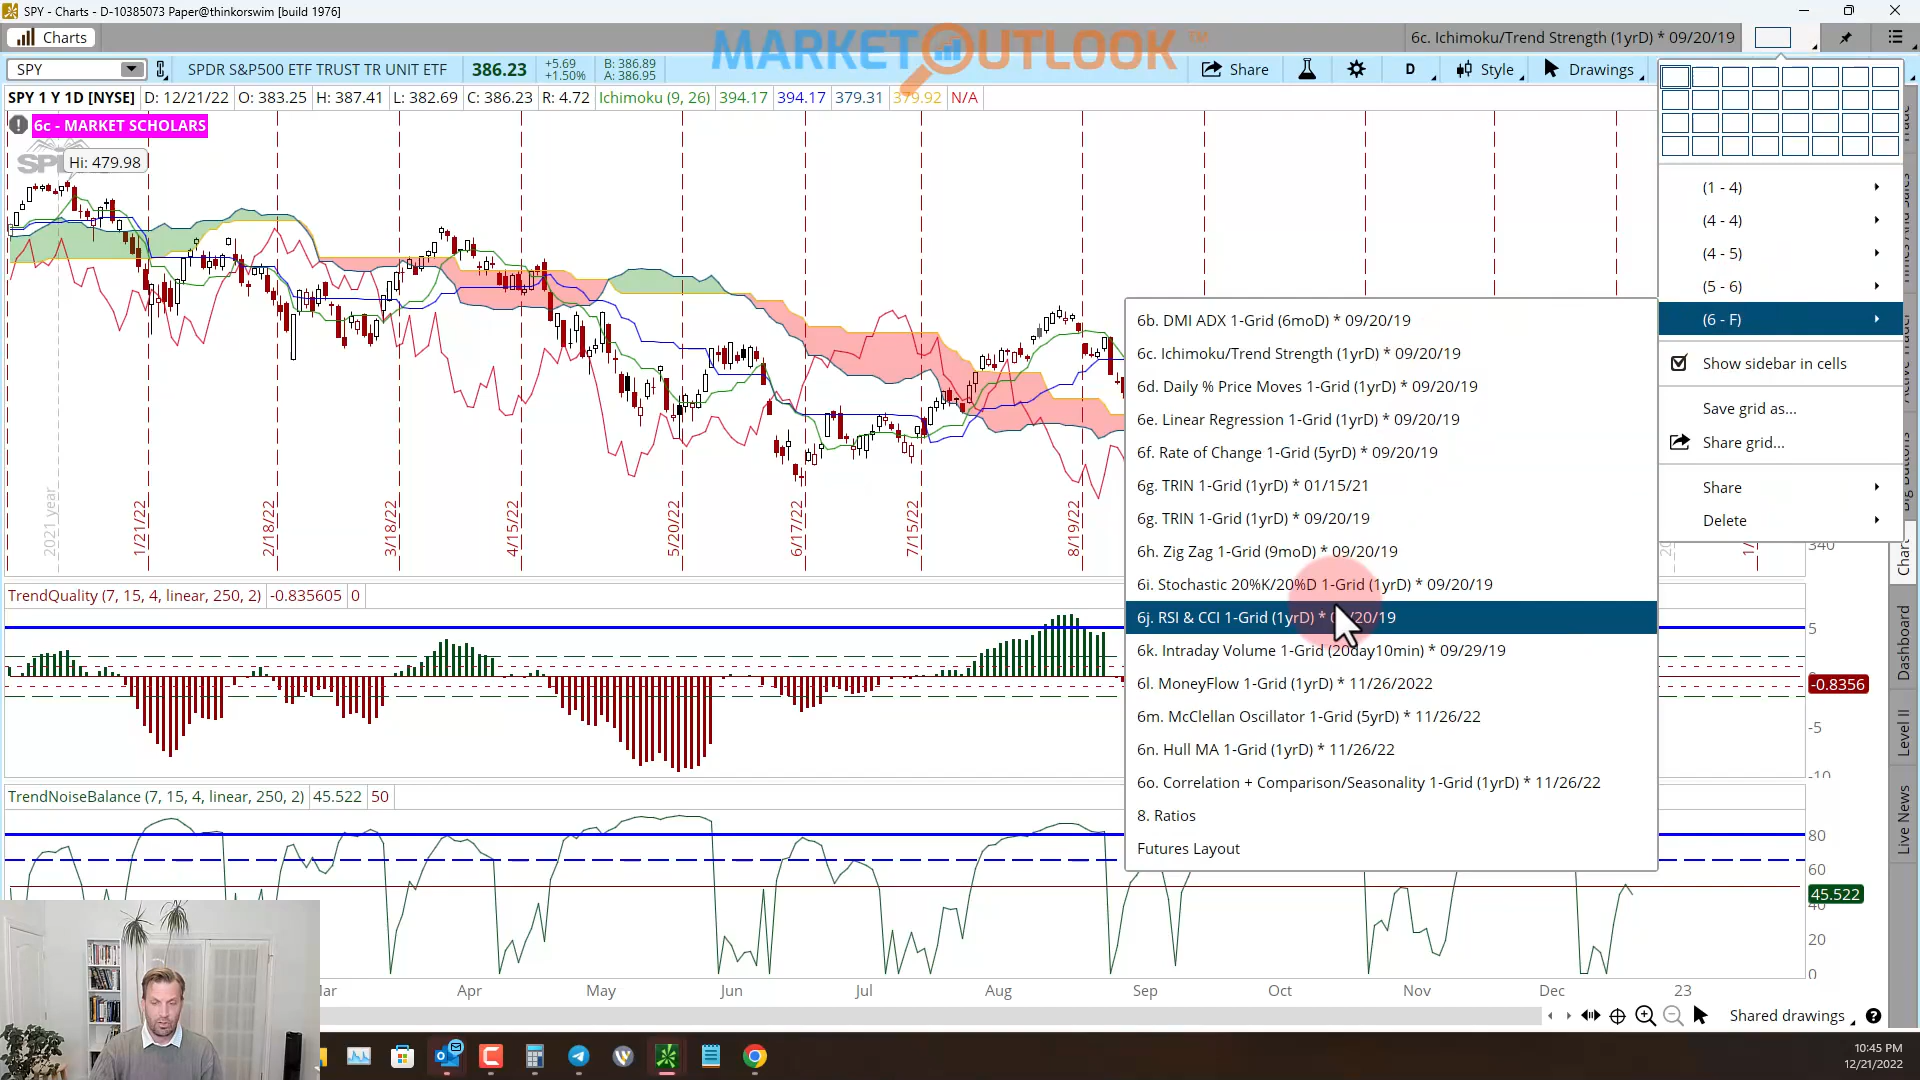 SPY - Charts - D-10385073 Paper@thinkorswim [build 1976]
Charts
MARKET OUTLOOK TM
6c. Ichimoku/Trend Strength (1yrD) * 09/20/19
SPY
SPDR S&P500 ETF TRUST TR UNIT ETF
386.23
+5.69
+1.50%
B: 386.89
A: 386.95
Share
D
Style
Drawings
SPY 1 Y 1D [NYSE] D: 12/21/22 O: 383.25 H: 387.41 L: 382.69 C: 386.23 R: 4.72 Ichimoku (9, 26) 394.17 394.17 379.31 379.92 N/A
6c - MARKET SCHOLARS
Hi: 479.98
2021 year
1/21/22
2/18/22
3/18/22
4/15/22
5/20/22
6/17/22
7/15/22
8/19/22
(1 - 4)
(4 - 4)
(4 - 5)
(5 - 6)
(6 - F)
Show sidebar in cells
Save grid as...
Share grid...
Share
Delete
340
6b. DMI ADX 1-Grid (6moD) * 09/20/19
6c. Ichimoku/Trend Strength (1yrD) * 09/20/19
6d. Daily % Price Moves 1-Grid (1yrD) * 09/20/19
6e. Linear Regression 1-Grid (1yrD) * 09/20/19
6f. Rate of Change 1-Grid (5yrD) * 09/20/19
6g. TRIN 1-Grid (1yrD) * 01/15/21
6g. TRIN 1-Grid (1yrD) * 09/20/19
6h. Zig Zag 1-Grid (9moD) * 09/20/19
6i. Stochastic 20%K/20%D 1-Grid (1yrD) * 09/20/19
6j. RSI & CCI 1-Grid (1yrD) * 20/19
6k. Intraday Volume 1-Grid (20day10min) * 09/29/19
6l. MoneyFlow 1-Grid (1yrD) * 11/26/2022
6m. McClellan Oscillator 1-Grid (5yrD) * 11/26/22
6n. Hull MA 1-Grid (1yrD) * 11/26/22
6o. Correlation + Comparison/Seasonality 1-Grid (1yrD) * 11/26/22
8. Ratios
Futures Layout
TrendQuality (7, 15, 4, linear, 250, 2) -0.835605 0
5
-0.8356
-5
-10
TrendNoiseBalance (7, 15, 4, linear, 250, 2) 45.522 50
80
60
45.522
40
20
0
Apr
May
Jun
Jul
Aug
Sep
Oct
Nov
Dec
23
Dashboard
Level II
Live News
Shared drawings
10:45 PM
12/21/2022